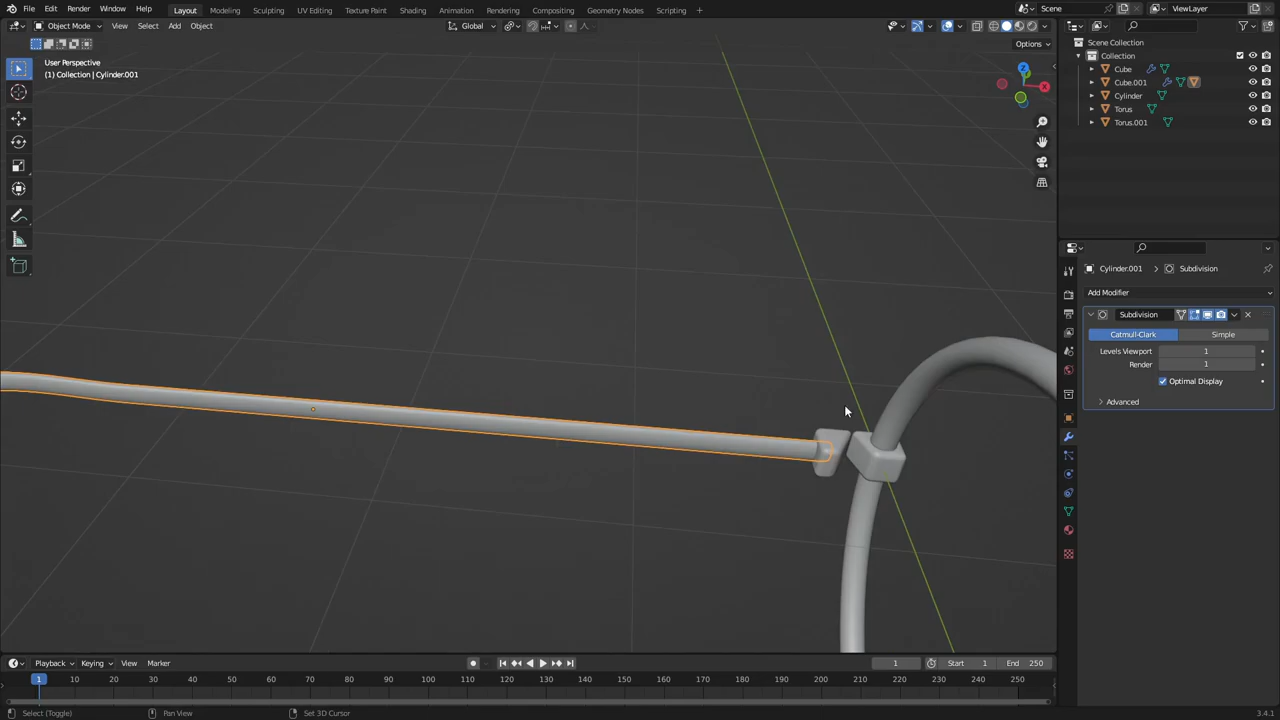 File Edit Render Window Help Layout Modeling Sculpting UV Editing Texture Paint Shading Animation Rendering Compositing Geometry Nodes Scripting Scene ViewLayer
Object Mode View Select Add Object Global
Options
User Perspective
(1) Collection | Cylinder.001
Z
X
Scene Collection
Collection
Cube
Cube.001
Cylinder
Torus
Torus.001
Cylinder.001 > Subdivision
Add Modifier
Subdivision
Catmull-Clark Simple
Levels Viewport 1
Render 1
Optimal Display
Advanced
Playback Keying View Marker 1 Start 1 End 250
1 10 20 30 40 50 60 70 80 90 100 110 120 130 140 150 160 170 180 190 200 210 220 230 240 250
Select (Toggle) Pan View Set 3D Cursor 3.4.1